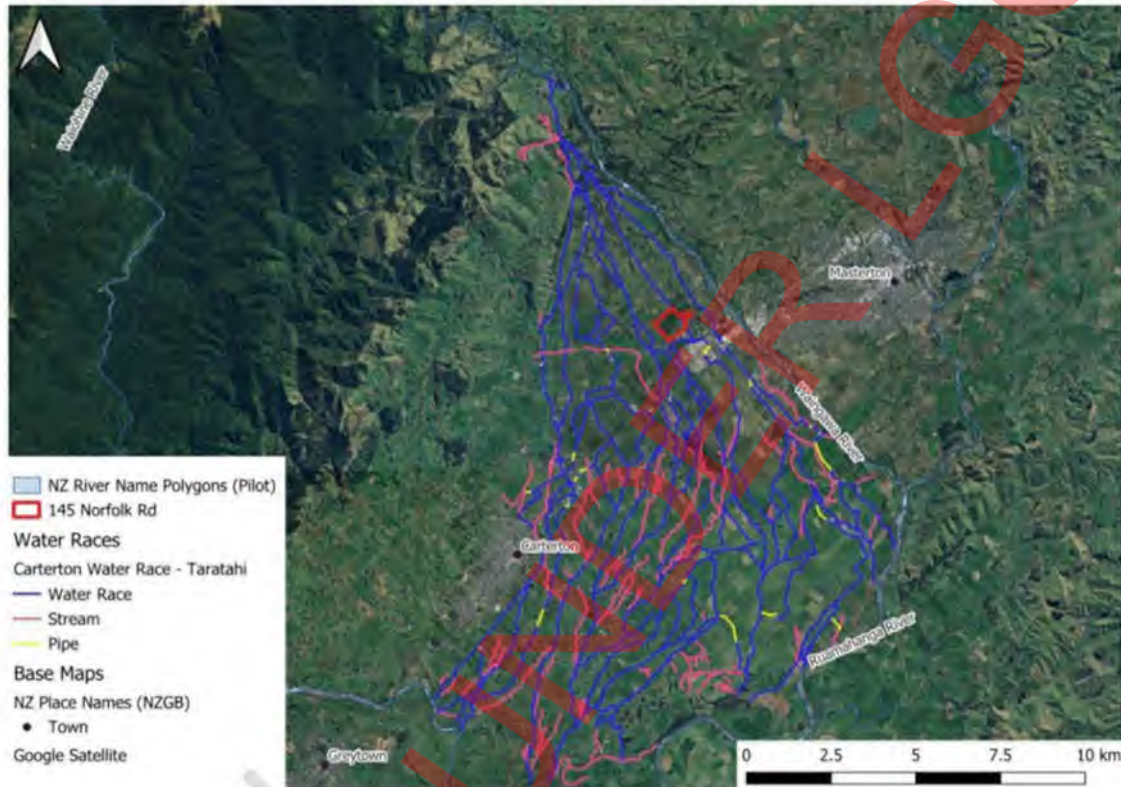 Waiohine River
Masterton
Waingawa River
Carterton
Ruamahanga River
Greytown
NZ River Name Polygons (Pilot)
145 Norfolk Rd
Water Races
Carterton Water Race - Taratahi
Water Race
Stream
Pipe
Base Maps
NZ Place Names (NZGB)
Town
Google Satellite
0 2.5 5 7.5 10 km